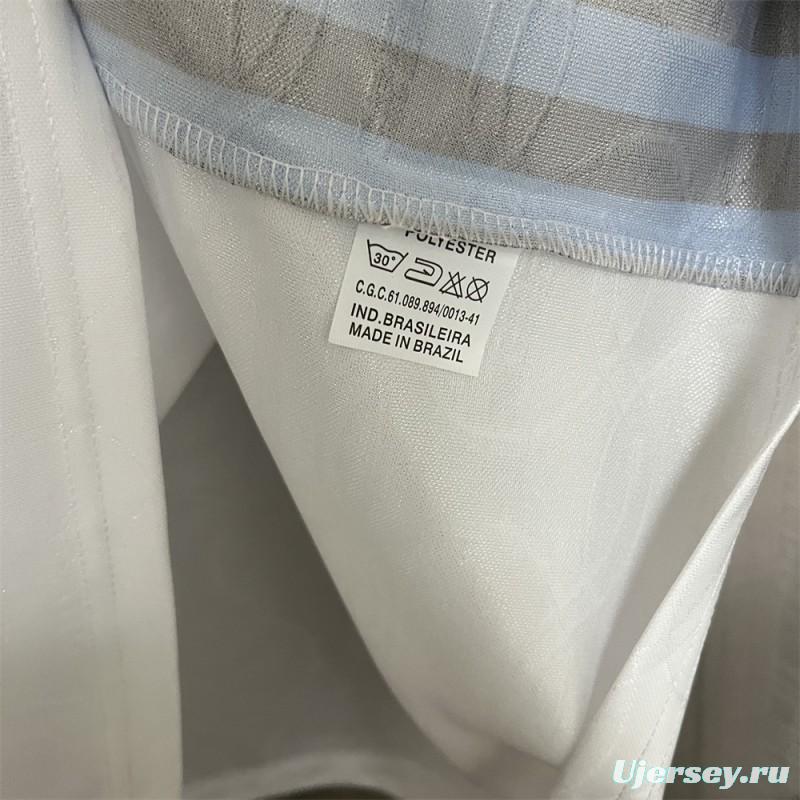 POLYESTER
30°
C.G.C.61.089.894/0013-41
IND.BRASILEIRA
MADE IN BRAZIL
Ujersey.ru